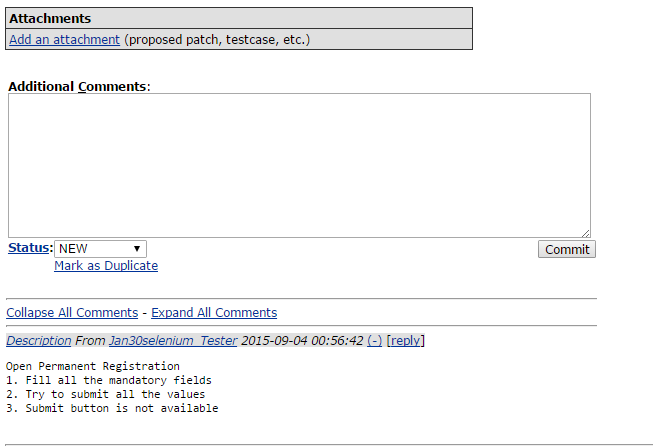 Attachments
Add an attachment (proposed patch, testcase, etc.)
Additional Comments:
Status: NEW Commit
Mark as Duplicate
Collapse All Comments - Expand All Comments
Description From Jan30selenium_Tester 2015-09-04 00:56:42 (-) [reply]
Open Permanent Registration
1. Fill all the mandatory fields
2. Try to submit all the values
3. Submit button is not available